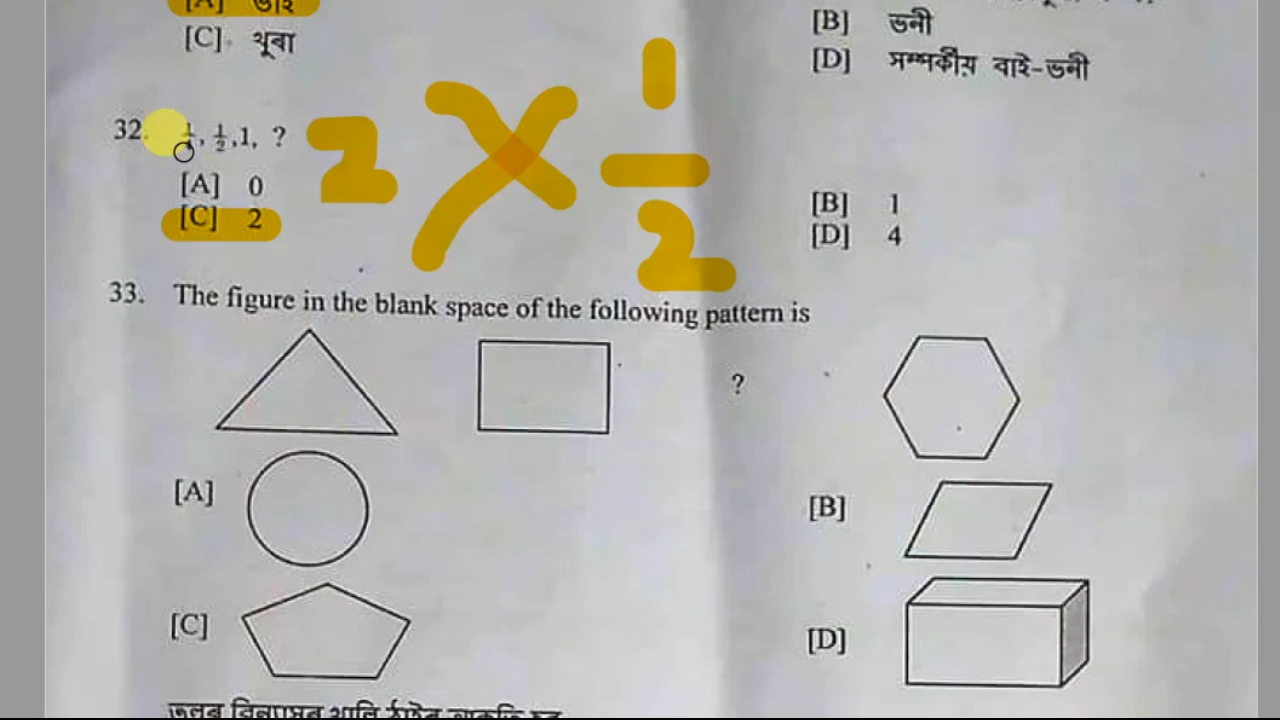 [A] ভাই
[B] ভনী
[C] খুৰা
[D] সম্পৰ্কীয় বাই-ভনী
32. 1/4, 1/2, 1, ?
2 × 1/2
[A] 0
[B] 1
[C] 2
[D] 4
33. The figure in the blank space of the following pattern is
?
[A]
[B]
[C]
[D]